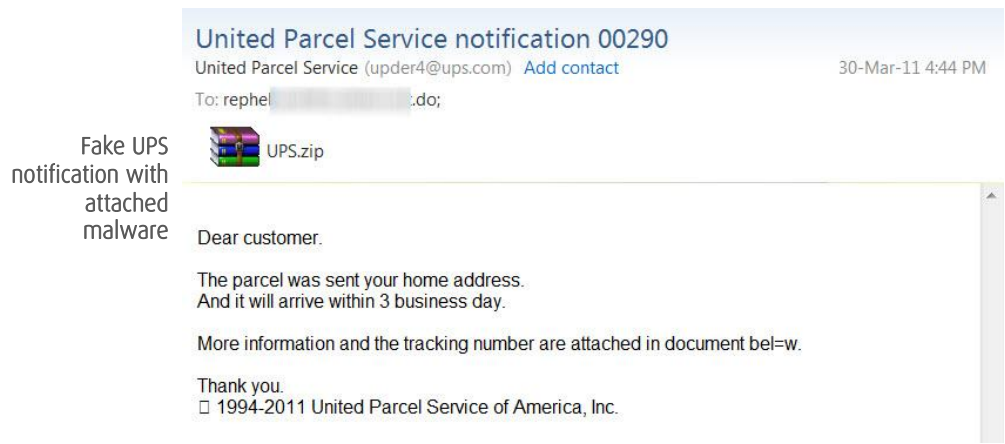 United Parcel Service notification 00290
United Parcel Service (upder4@ups.com) Add contact 30-Mar-11 4:44 PM
To: rephel .do;
UPS.zip
Fake UPS
notification with
attached
malware
Dear customer.
The parcel was sent your home address.
And it will arrive within 3 business day.
More information and the tracking number are attached in document bel=w.
Thank you.
□ 1994-2011 United Parcel Service of America, Inc.